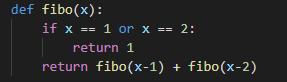 def fibo(x):
    if x == 1 or x == 2:
        return 1
    return fibo(x-1) + fibo(x-2)